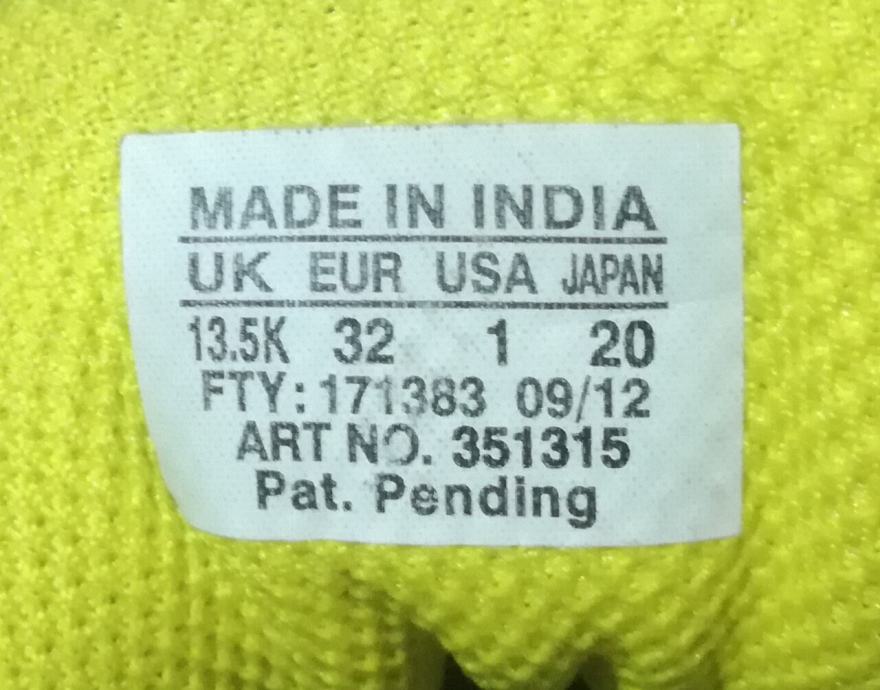 MADE IN INDIA
UK EUR USA JAPAN
13.5K 32 1 20
FTY: 171383 09/12
ART NO. 351315
Pat. Pending